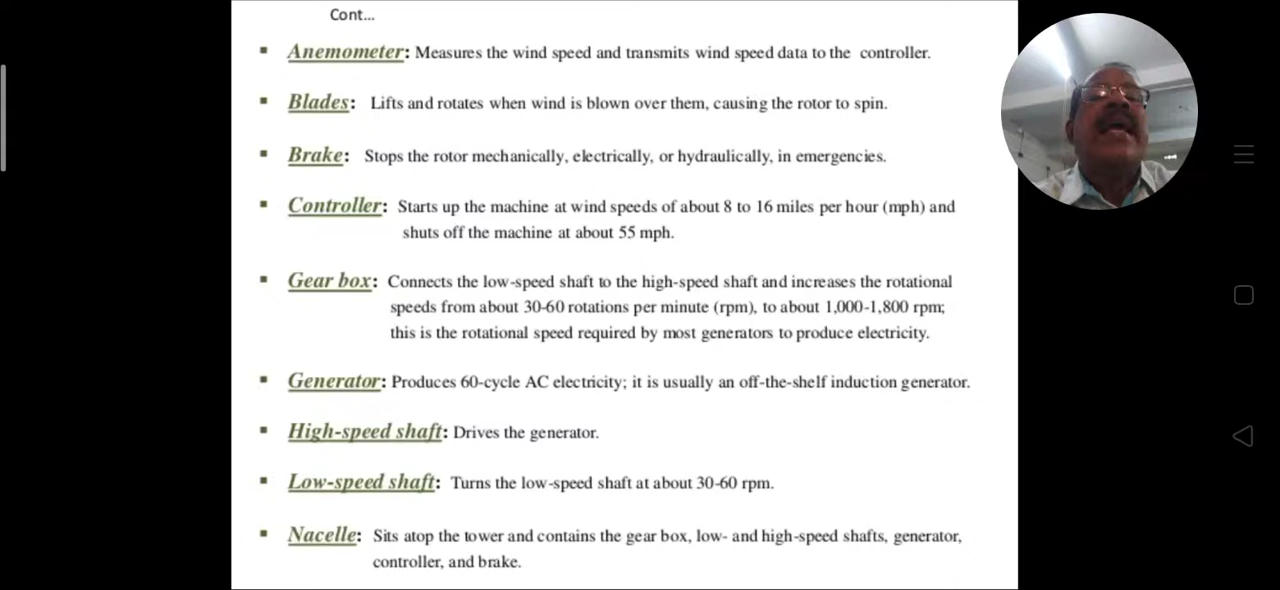 Cont...
Anemometer: Measures the wind speed and transmits wind speed data to the controller.
Blades: Lifts and rotates when wind is blown over them, causing the rotor to spin.
Brake: Stops the rotor mechanically, electrically, or hydraulically, in emergencies.
Controller: Starts up the machine at wind speeds of about 8 to 16 miles per hour (mph) and
shuts off the machine at about 55 mph.
Gear box: Connects the low-speed shaft to the high-speed shaft and increases the rotational
speeds from about 30-60 rotations per minute (rpm), to about 1,000-1,800 rpm;
this is the rotational speed required by most generators to produce electricity.
Generator: Produces 60-cycle AC electricity; it is usually an off-the-shelf induction generator.
High-speed shaft: Drives the generator.
Low-speed shaft: Turns the low-speed shaft at about 30-60 rpm.
Nacelle: Sits atop the tower and contains the gear box, low- and high-speed shafts, generator,
controller, and brake.